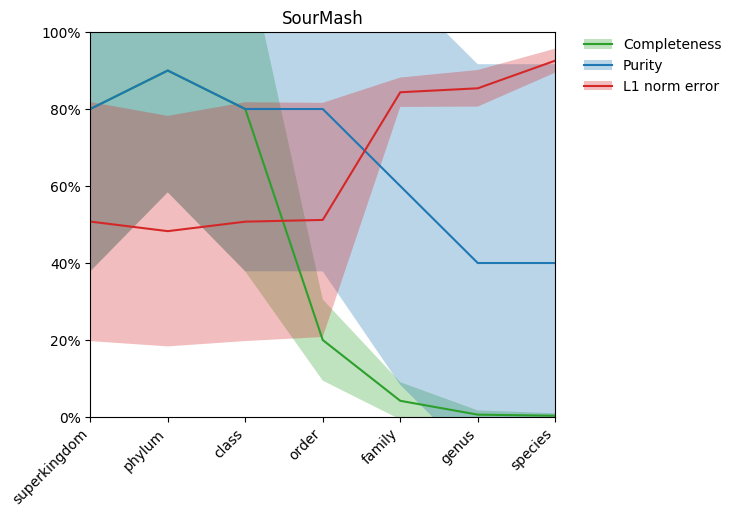 SourMash
100%
80%
60%
40%
20%
0%
superkingdom
phylum
class
order
family
genus
species
Completeness
Purity
L1 norm error